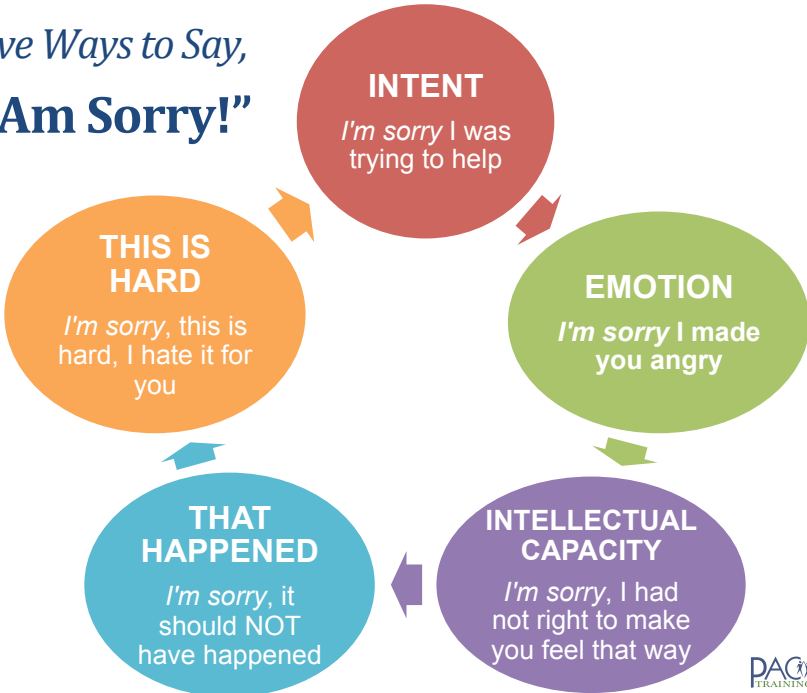 ve Ways to Say,
Am Sorry!”
INTENT
I'm sorry I was
trying to help
EMOTION
I'm sorry I made
you angry
INTELLECTUAL
CAPACITY
I'm sorry, I had
not right to make
you feel that way
THAT
HAPPENED
I'm sorry, it
should NOT
have happened
THIS IS
HARD
I'm sorry, this is
hard, I hate it for
you
PAC
TRAINING